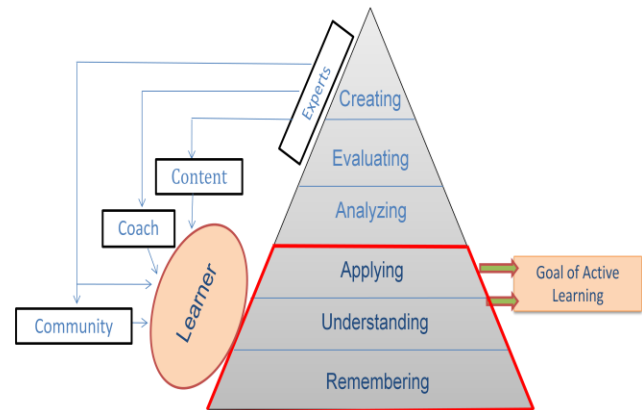 Experts
Creating
Evaluating
Content
Analyzing
Coach
Learner
Applying
Goal of Active
Learning
Community
Understanding
Remembering